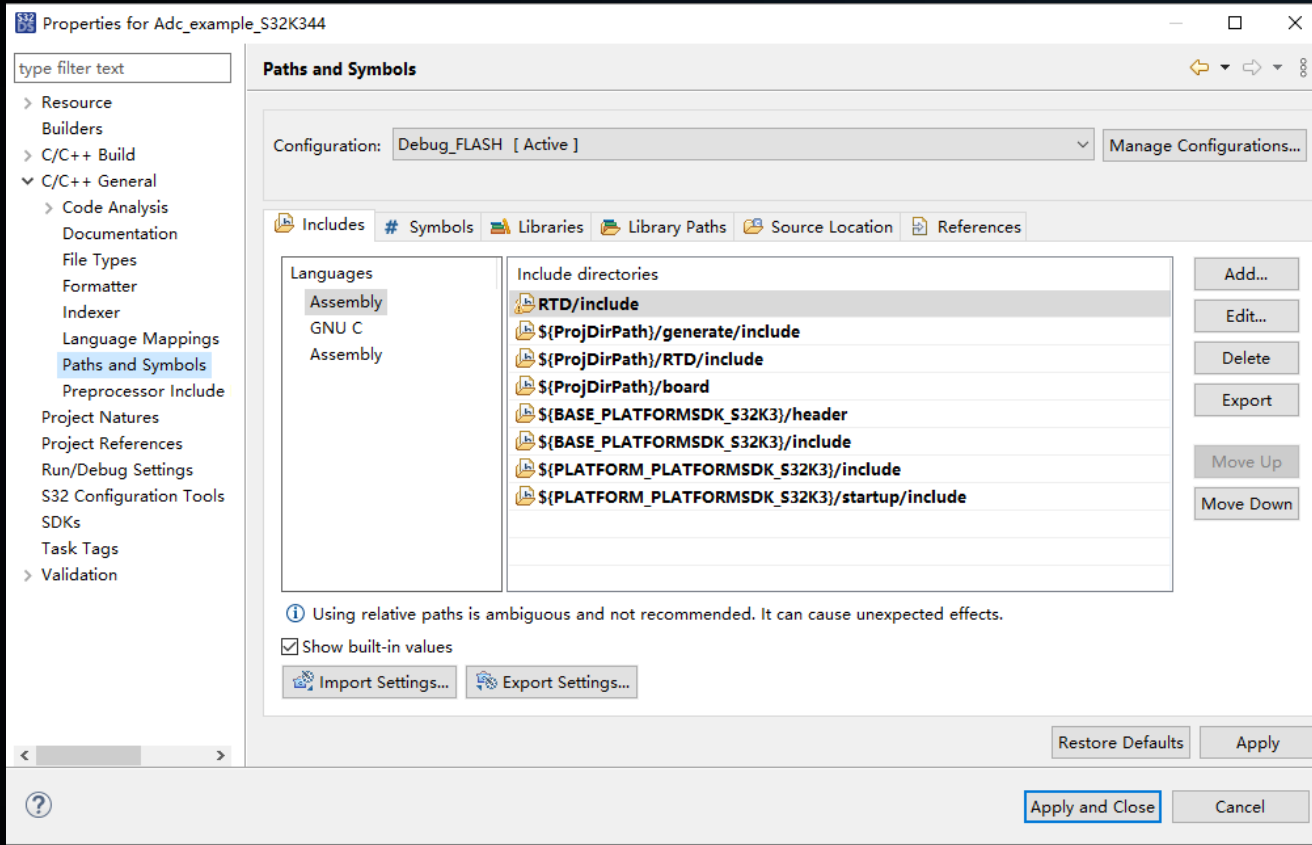 S32 DS Properties for Adc_example_S32K344
type filter text
Paths and Symbols
Resource
Builders
C/C++ Build
C/C++ General
Code Analysis
Documentation
File Types
Formatter
Indexer
Language Mappings
Paths and Symbols
Preprocessor Include
Project Natures
Project References
Run/Debug Settings
S32 Configuration Tools
SDKs
Task Tags
Validation
Configuration: Debug_FLASH [ Active ] Manage Configurations...
Includes # Symbols Libraries Library Paths Source Location References
Languages
Assembly
GNU C
Assembly
Include directories
RTD/include
${ProjDirPath}/generate/include
${ProjDirPath}/RTD/include
${ProjDirPath}/board
${BASE_PLATFORMSDK_S32K3}/header
${BASE_PLATFORMSDK_S32K3}/include
${PLATFORM_PLATFORMSDK_S32K3}/include
${PLATFORM_PLATFORMSDK_S32K3}/startup/include
Add...
Edit...
Delete
Export
Move Up
Move Down
Using relative paths is ambiguous and not recommended. It can cause unexpected effects.
Show built-in values
Import Settings... Export Settings...
Restore Defaults Apply
Apply and Close Cancel